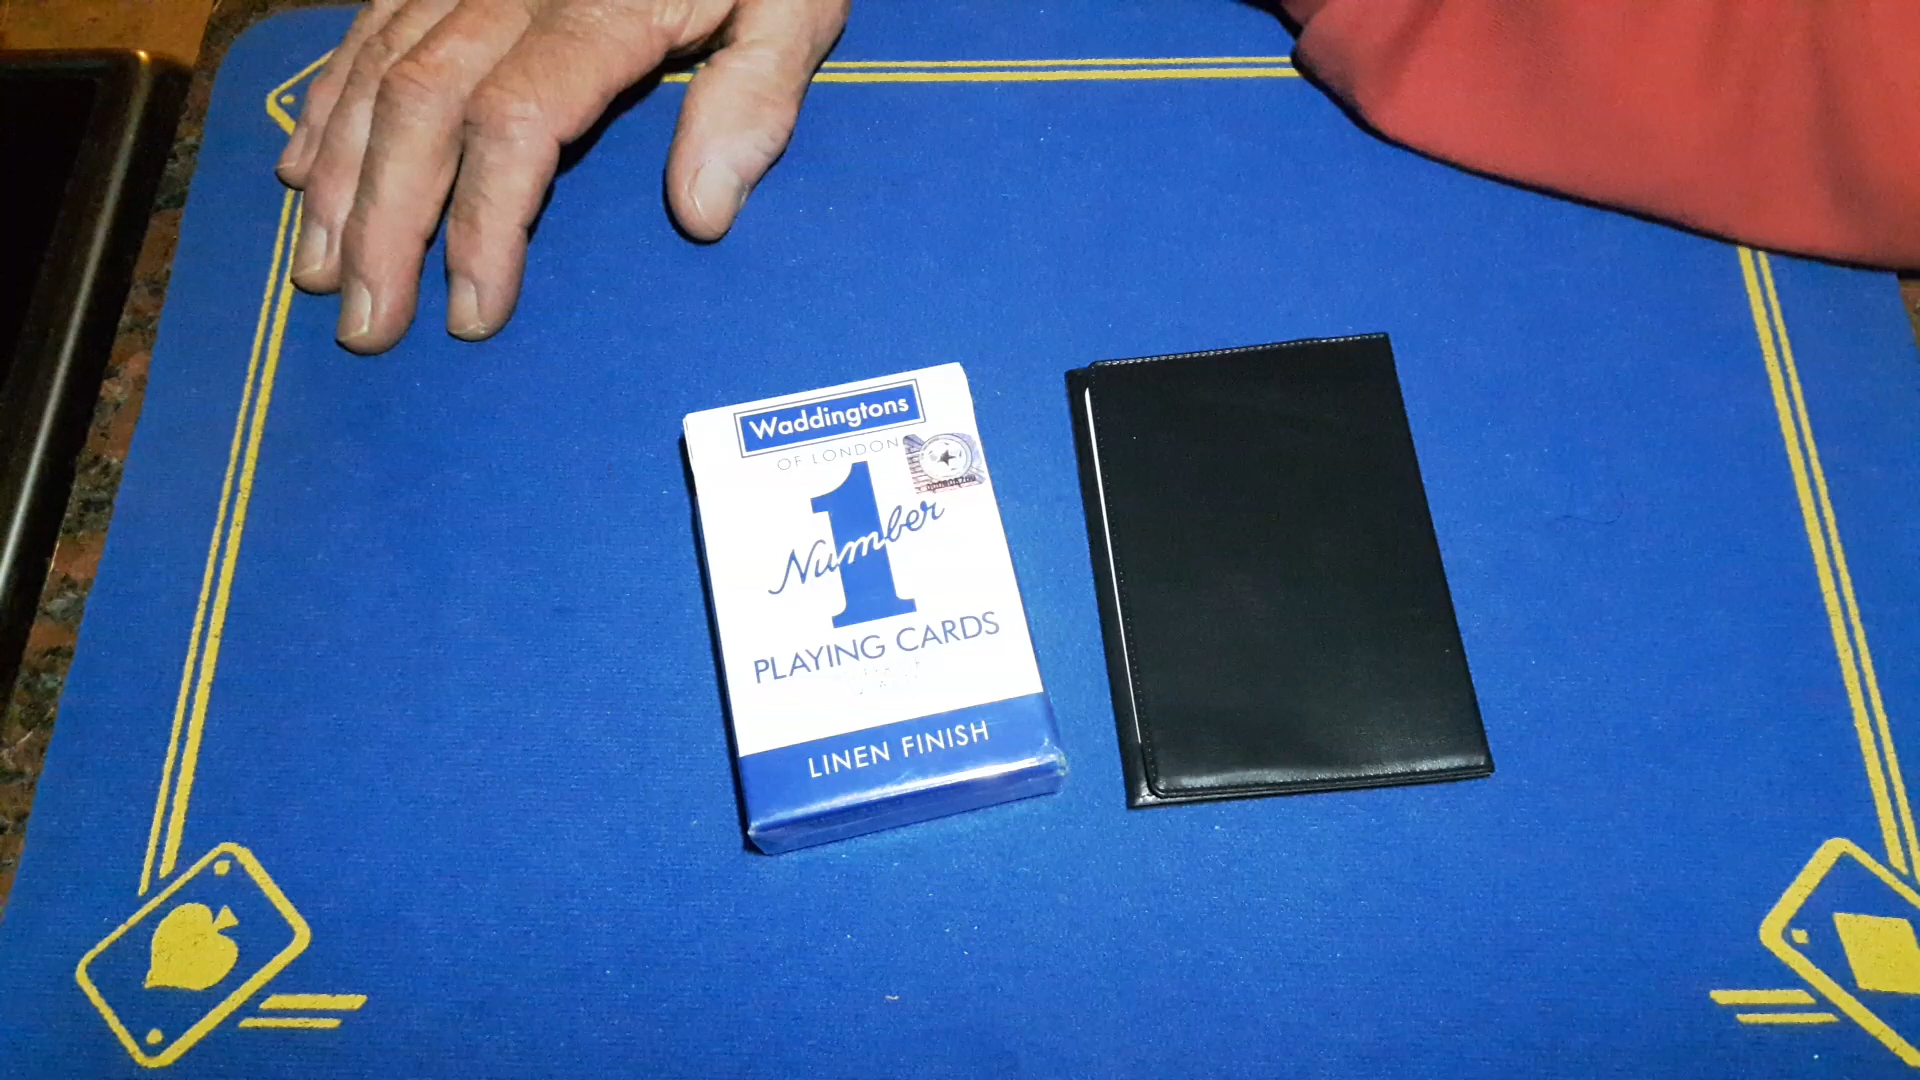 Waddingtons
OF LONDON
1
Number
PLAYING CARDS
LINEN FINISH